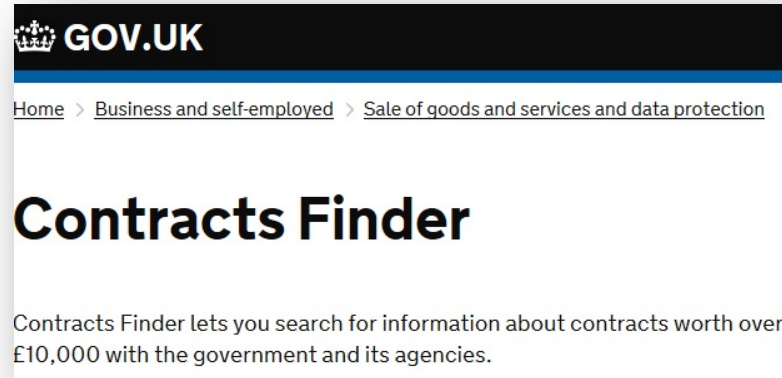 GOV.UK
Home > Business and self-employed > Sale of goods and services and data protection
Contracts Finder
Contracts Finder lets you search for information about contracts worth over
£10,000 with the government and its agencies.